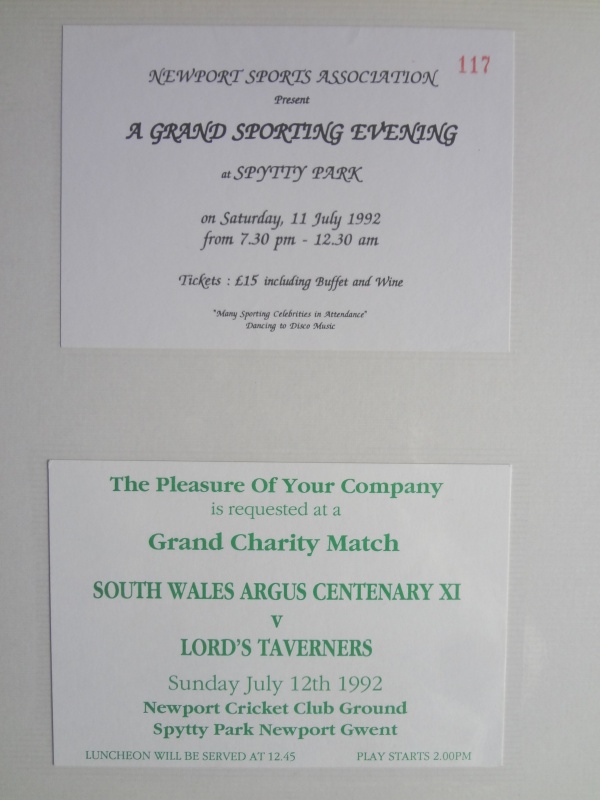 NEWPORT SPORTS ASSOCIATION
117
Present
A GRAND SPORTING EVENING
at SPYTTY PARK
on Saturday, 11 July 1992
from 7.30 pm - 12.30 am
Tickets : £15 including Buffet and Wine
"Many Sporting Celebrities in Attendance"
Dancing to Disco Music
The Pleasure Of Your Company
is requested at a
Grand Charity Match
SOUTH WALES ARGUS CENTENARY XI
v
LORD'S TAVERNERS
Sunday July 12th 1992
Newport Cricket Club Ground
Spytty Park Newport Gwent
LUNCHEON WILL BE SERVED AT 12.45 PLAY STARTS 2.00PM